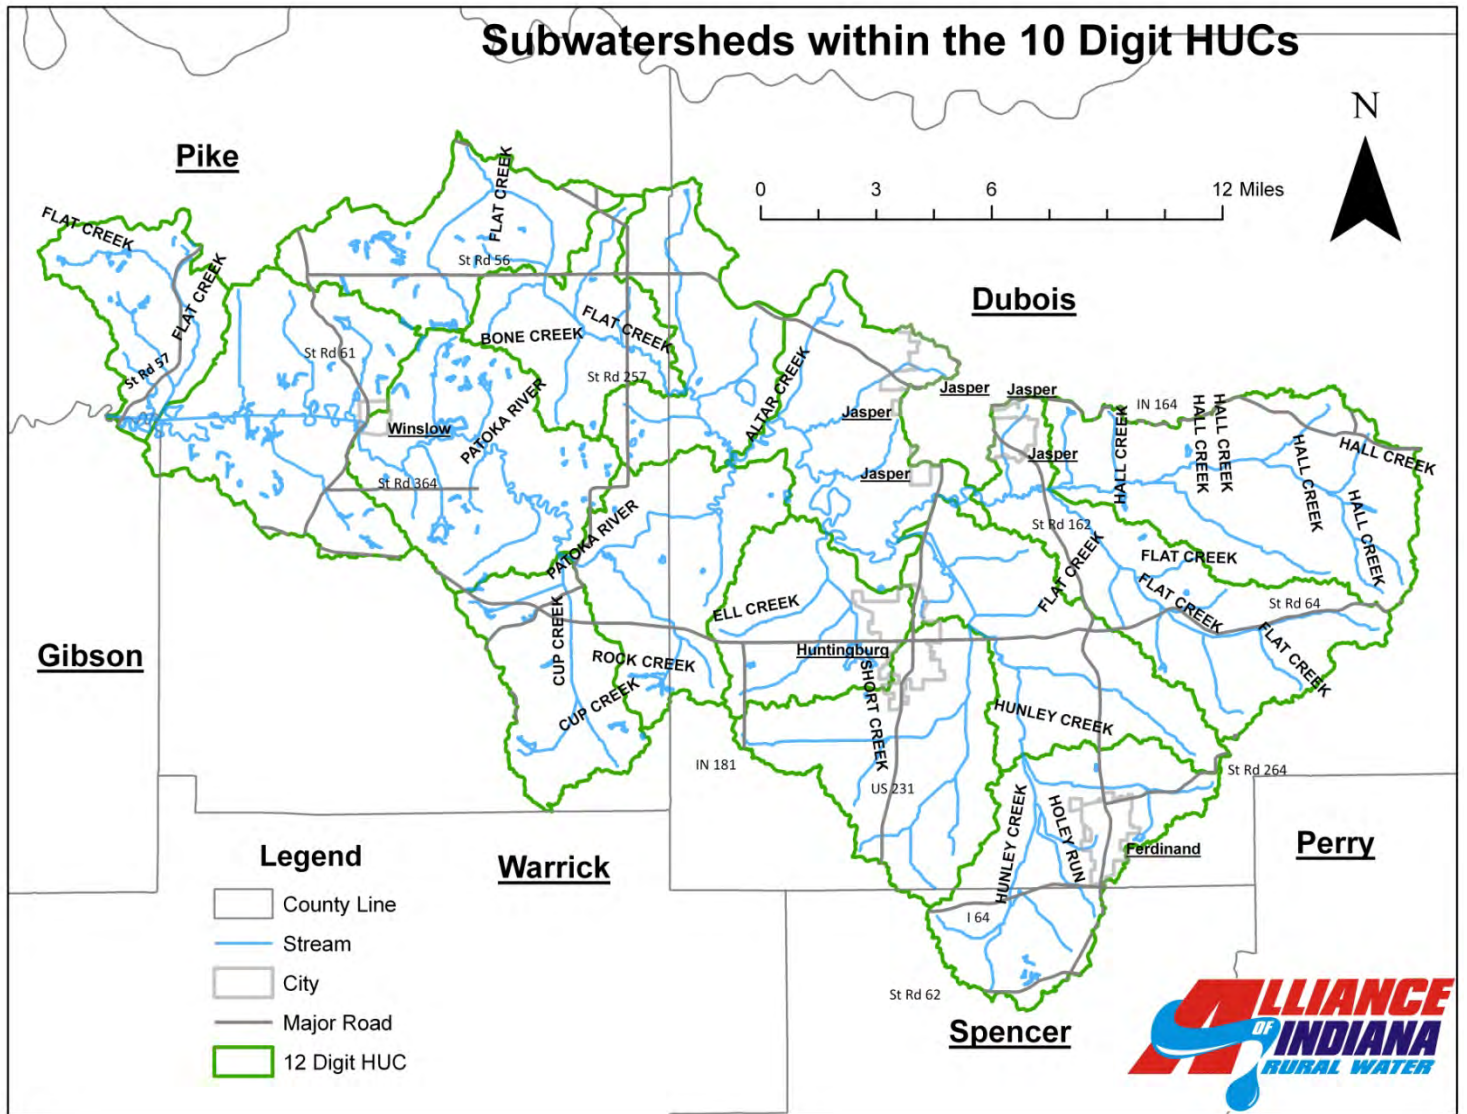 Subwatersheds within the 10 Digit HUCs
N
Pike
0 3 6 12 Miles
FLAT CREEK
FLAT CREEK
FLAT CREEK
St Rd 56
Dubois
FLAT CREEK
BONE CREEK
St Rd 61
St Rd 57
St Rd 257
ALTAR CREEK
Jasper
Jasper
Jasper
IN 164
HALL CREEK
HALL CREEK
HALL CREEK
HALL CREEK
HALL CREEK
Winslow
PATOKA RIVER
Jasper
Jasper
St Rd 364
HALL CREEK
PATOKA RIVER
St Rd 162
FLAT CREEK
FLAT CREEK
FLAT CREEK
St Rd 64
FLAT CREEK
ELL CREEK
CUP CREEK
Gibson
ROCK CREEK
Huntingburg
CUP CREEK
SHORT CREEK
HUNLEY CREEK
IN 181
US 231
St Rd 264
HUNLEY CREEK
HOLEY RUN
Ferdinand
Perry
Warrick
I 64
St Rd 62
Spencer
Legend
County Line
Stream
City
Major Road
12 Digit HUC
ALLIANCE
OF INDIANA
RURAL WATER